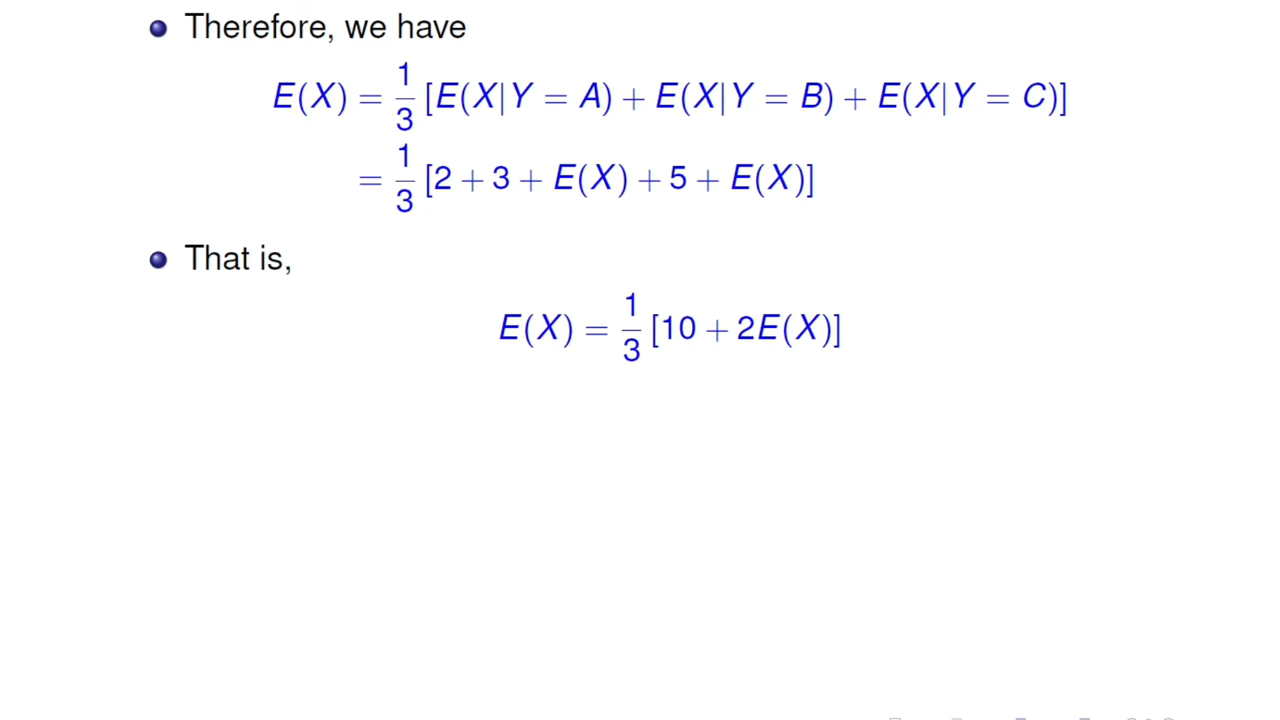 Therefore, we have
E(X) = 1/3 [E(X|Y = A) + E(X|Y = B) + E(X|Y = C)]
= 1/3 [2 + 3 + E(X) + 5 + E(X)]
That is,
E(X) = 1/3 [10 + 2E(X)]